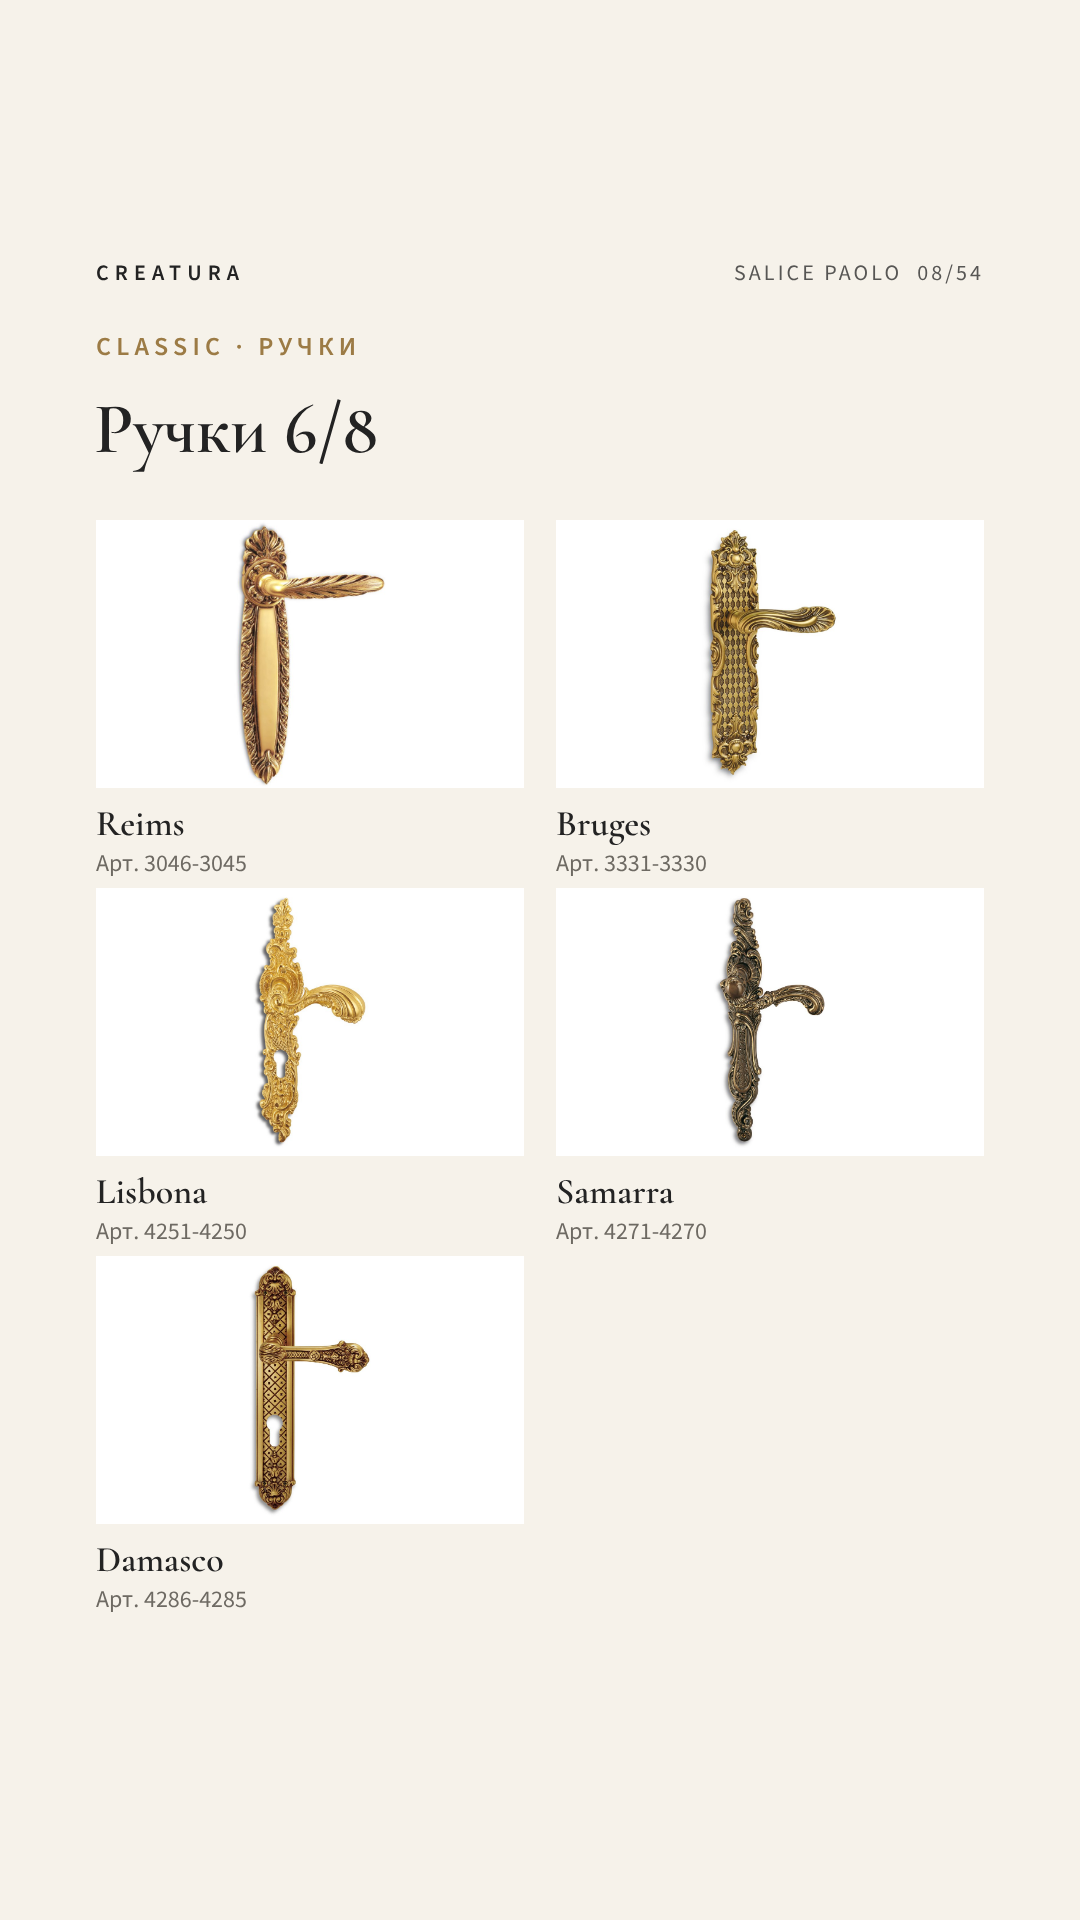 CREATURA
SALICE PAOLO 08/54
CLASSIC · РУЧКИ
Ручки 6/8
Reims
Арт. 3046-3045
Bruges
Арт. 3331-3330
Lisbona
Арт. 4251-4250
Samarra
Арт. 4271-4270
Damasco
Арт. 4286-4285